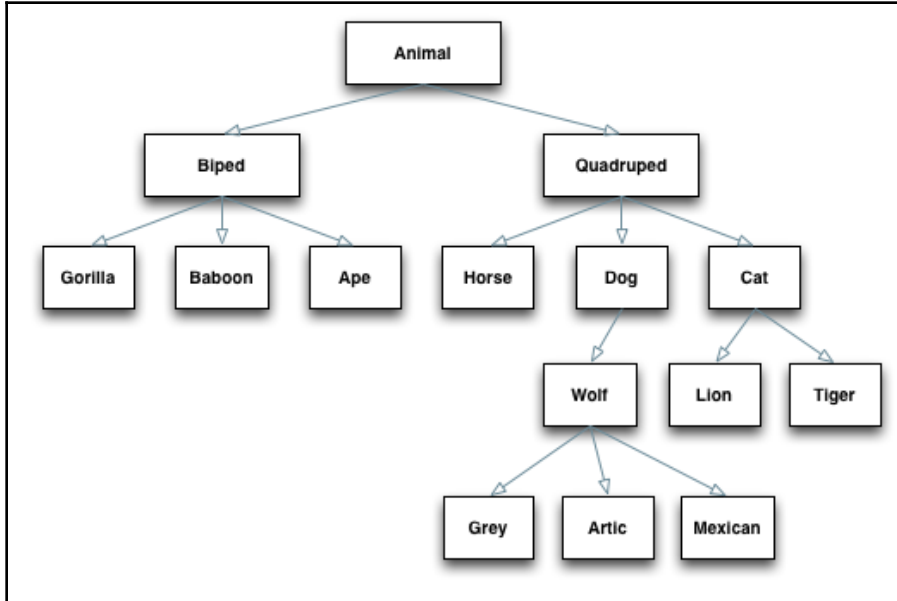 Animal
Biped
Quadruped
Gorilla
Baboon
Ape
Horse
Dog
Cat
Wolf
Lion
Tiger
Grey
Artic
Mexican